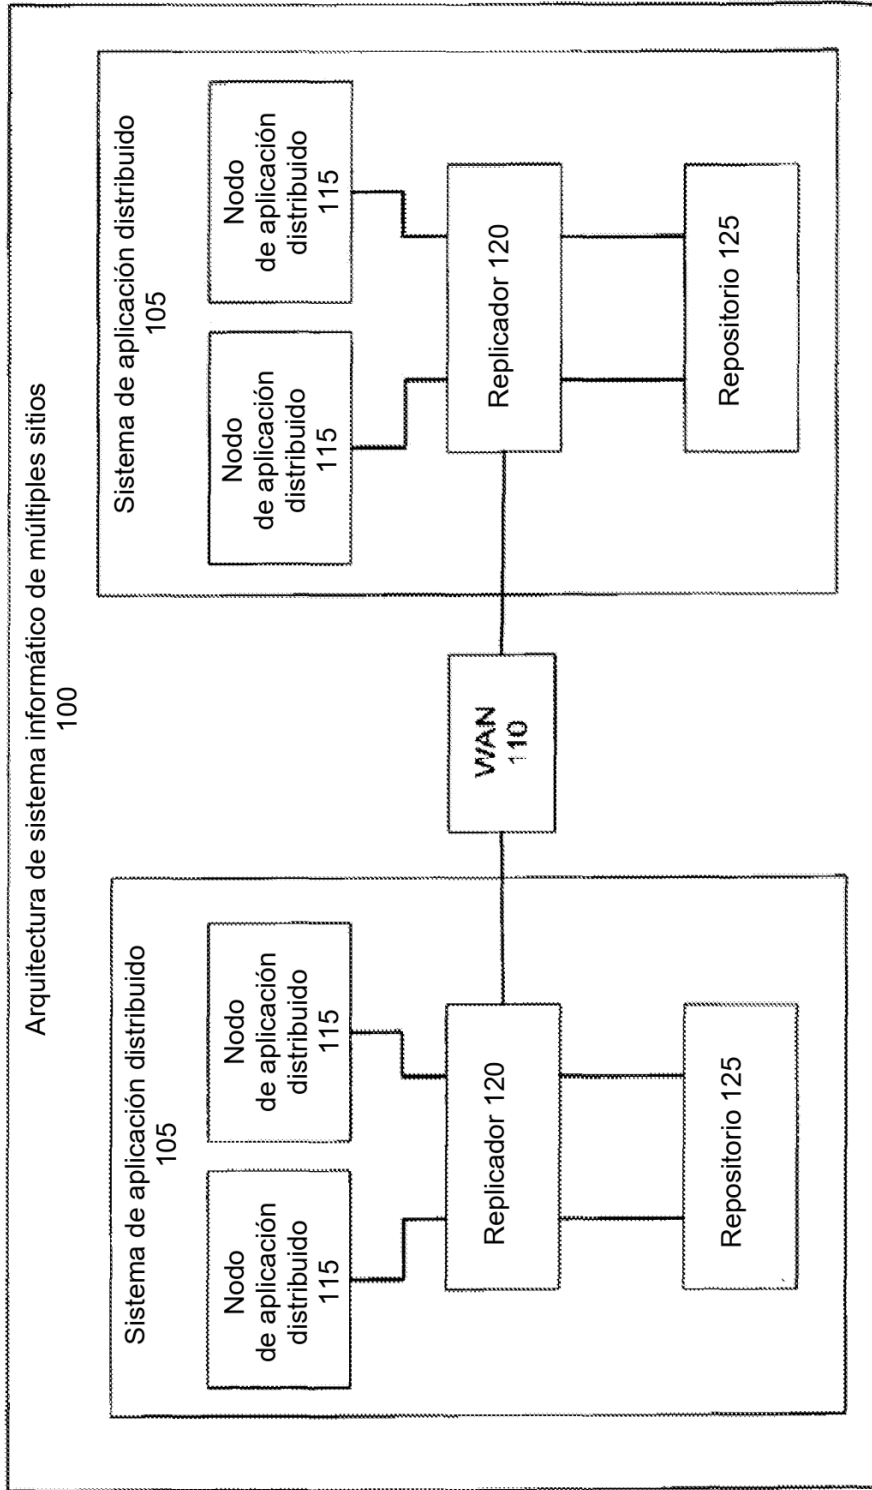 Arquitectura de sistema informático de múltiples sitios
100
Sistema de aplicación distribuido
105
Nodo
de aplicación
distribuido
115
Nodo
de aplicación
distribuido
115
Replicador 120
Repositorio 125
WAN
110
Sistema de aplicación distribuido
105
Nodo
de aplicación
distribuido
115
Nodo
de aplicación
distribuido
115
Replicador 120
Repositorio 125